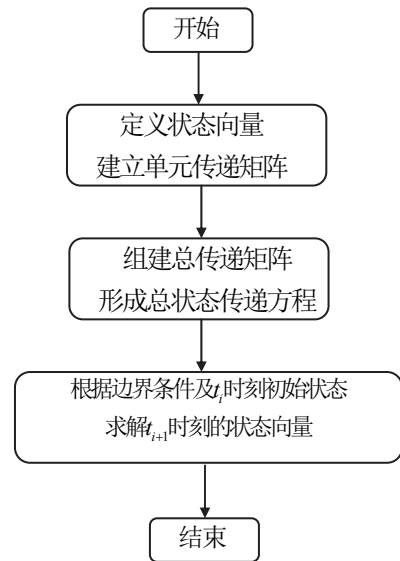 开始
定义状态向量
建立单元传递矩阵
组建总传递矩阵
形成总状态传递方程
根据边界条件及t_i时刻初始状态
求解t_{i+1}时刻的状态向量
结束